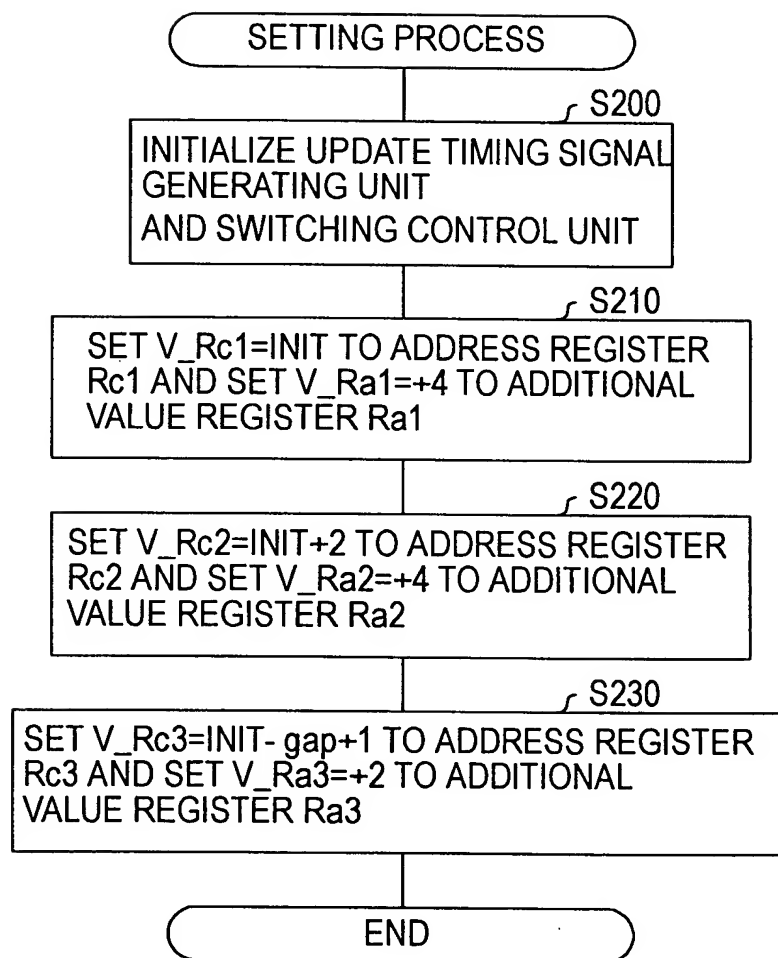 SETTING PROCESS
S200
INITIALIZE UPDATE TIMING SIGNAL
GENERATING UNIT
AND SWITCHING CONTROL UNIT
S210
SET V_Rc1=INIT TO ADDRESS REGISTER
Rc1 AND SET V_Ra1=+4 TO ADDITIONAL
VALUE REGISTER Ra1
S220
SET V_Rc2=INIT+2 TO ADDRESS REGISTER
Rc2 AND SET V_Ra2=+4 TO ADDITIONAL
VALUE REGISTER Ra2
S230
SET V_Rc3=INIT- gap+1 TO ADDRESS REGISTER
Rc3 AND SET V_Ra3=+2 TO ADDITIONAL
VALUE REGISTER Ra3
END